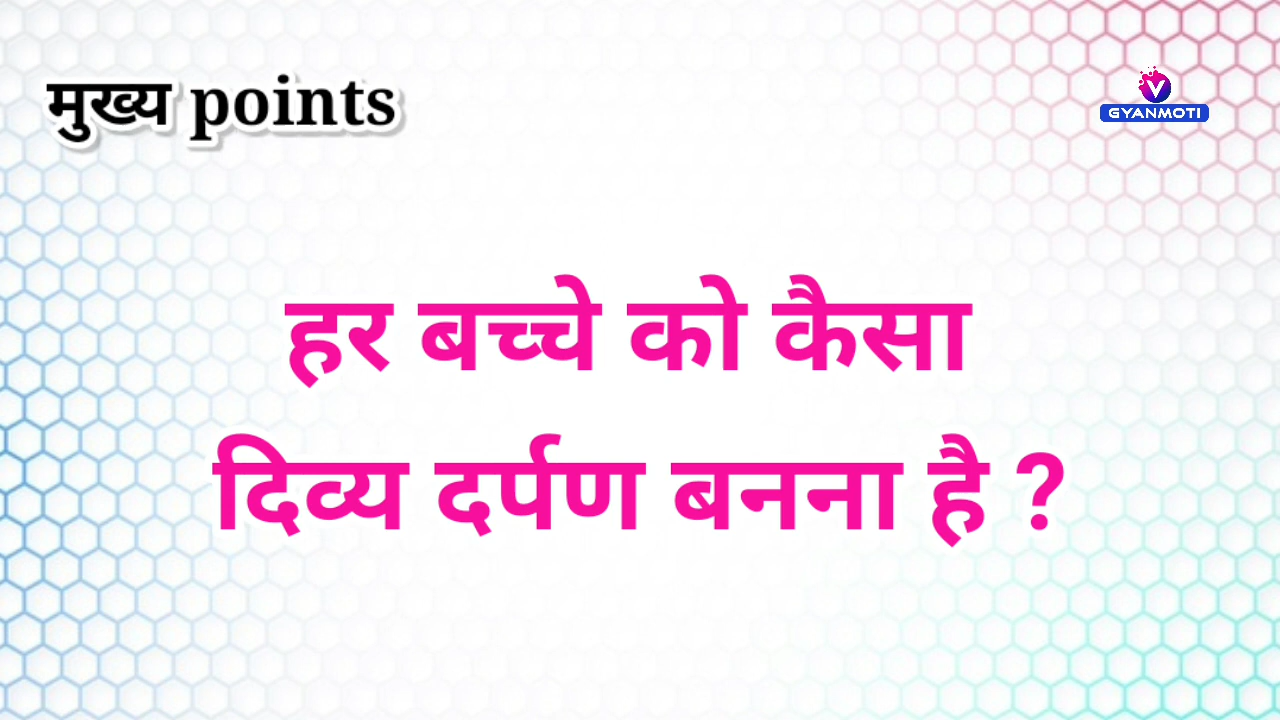 मुख्य points
V
GYANMOTI
हर बच्चे को कैसा
दिव्य दर्पण बनना है ?